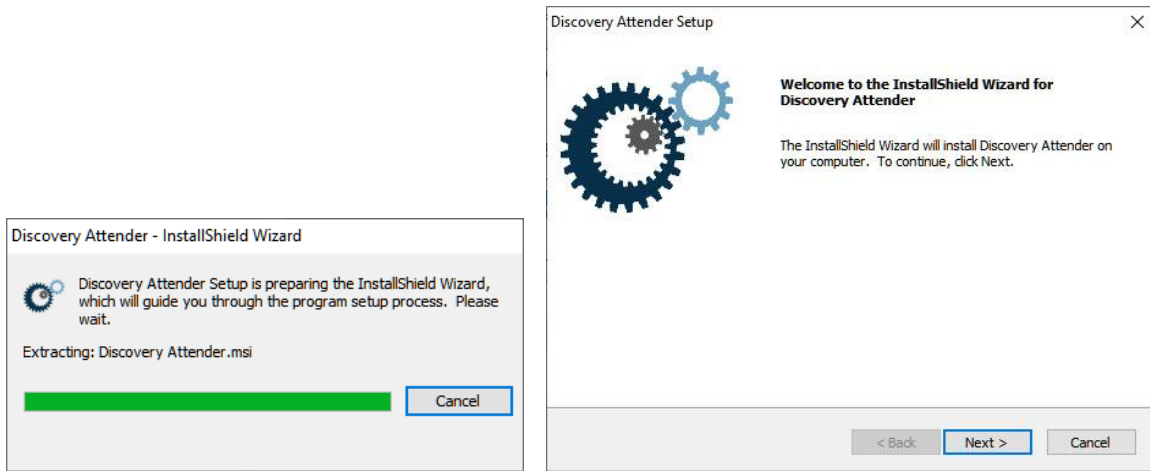 Discovery Attender - InstallShield Wizard
Discovery Attender Setup is preparing the InstallShield Wizard,
which will guide you through the program setup process. Please
wait.
Extracting: Discovery Attender.msi
Cancel
Discovery Attender Setup
Welcome to the InstallShield Wizard for
Discovery Attender
The InstallShield Wizard will install Discovery Attender on
your computer. To continue, click Next.
< Back
Next >
Cancel